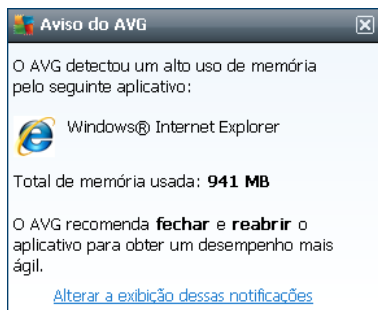 Aviso do AVG
O AVG detectou um alto uso de memória
pelo seguinte aplicativo:
Windows® Internet Explorer
Total de memória usada: 941 MB
O AVG recomenda fechar e reabrir o
aplicativo para obter um desempenho mais
ágil.
Alterar a exibição dessas notificações